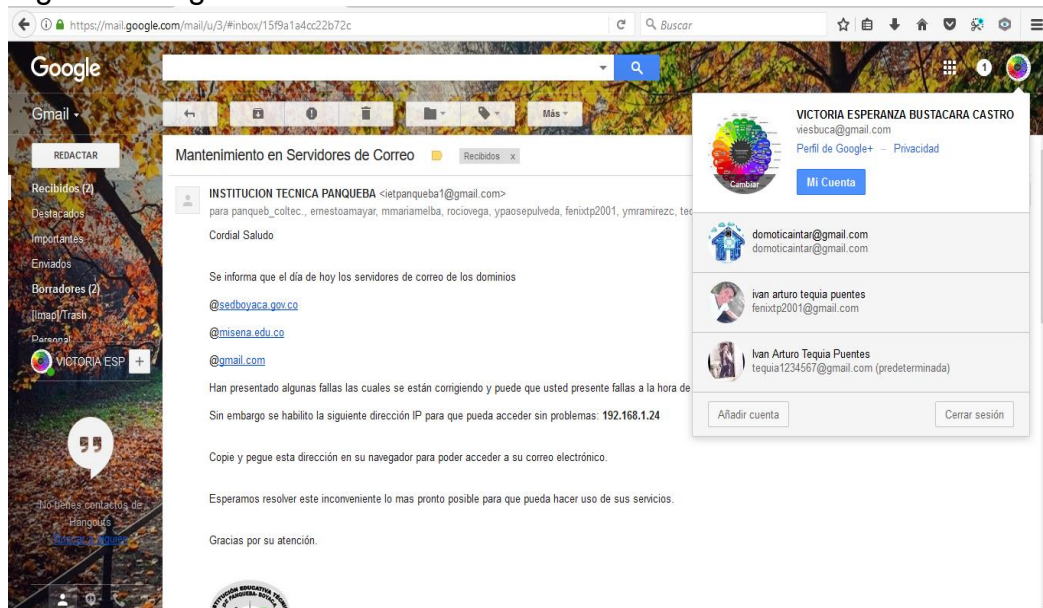 https://mail.google.com/mail/u/3/#inbox/15f9a1a4cc22b72c
Buscar
Google
1
Gmail
Más
REDACTAR
Mantenimiento en Servidores de Correo
Recibidos x
Recibidos (2)
Destacados
Importantes
Enviados
Borradores (2)
[Imap]/Trash
Personal
VICTORIA ESP +
No tienes contactos de
Hangouts
INSTITUCION TECNICA PANQUEBA <ietpanqueba1@gmail.com>
para panqueb_coltec., ernestoamayar, mmariamelba, rociovega, ypaosepulveda, fenixtp2001, ymramirezc, tec
Cordial Saludo
Se informa que el día de hoy los servidores de correo de los dominios
@sedboyaca.gov.co
@misena.edu.co
@gmail.com
Han presentado algunas fallas las cuales se están corrigiendo y puede que usted presente fallas a la hora de
Sin embargo se habilito la siguiente dirección IP para que pueda acceder sin problemas: 192.168.1.24
Copie y pegue esta dirección en su navegador para poder acceder a su correo electrónico.
Esperamos resolver este inconveniente lo mas pronto posible para que pueda hacer uso de sus servicios.
Gracias por su atención.
VICTORIA ESPERANZA BUSTACARA CASTRO
viesbuca@gmail.com
Perfil de Google+ – Privacidad
Cambiar
Mi Cuenta
domoticaintar@gmail.com
domoticaintar@gmail.com
ivan arturo tequia puentes
fenixtp2001@gmail.com
Ivan Arturo Tequia Puentes
tequia1234567@gmail.com (predeterminada)
Añadir cuenta
Cerrar sesión